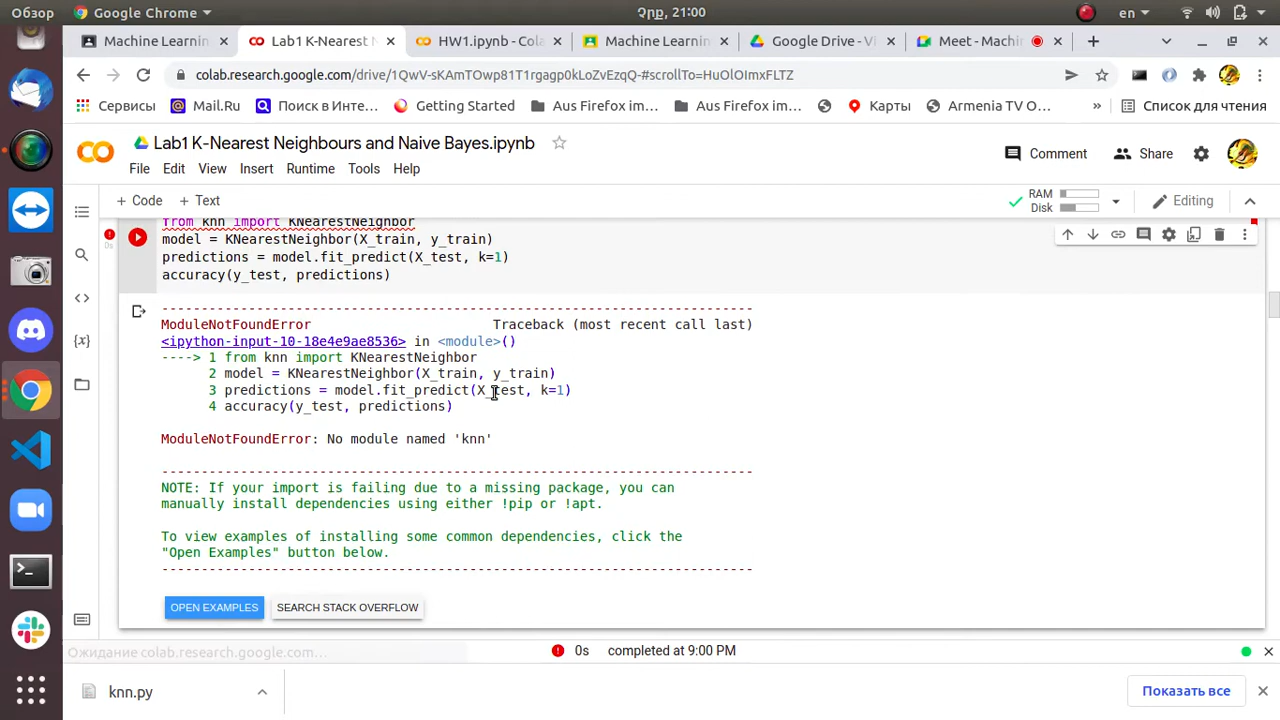 Обзор
Google Chrome
Չրք, 21:00
en
Machine Learnin
Lab1 K-Nearest N
HW1.ipynb - Cola
Machine Learnin
Google Drive - Vi
Meet - Machi
colab.research.google.com/drive/1QwV-sKAmTOwp81T1rgagp0kLoZvEzqQ-#scrollTo=HuOlOImxFLTZ
Сервисы
Mail.Ru
Поиск в Инте...
Getting Started
Aus Firefox im...
Aus Firefox im...
Карты
Armenia TV O...
»
Список для чтения
Lab1 K-Nearest Neighbours and Naive Bayes.ipynb
Comment
Share
File Edit View Insert Runtime Tools Help
+ Code + Text
RAM
Disk
Editing
from knn import KNearestNeighbor
model = KNearestNeighbor(X_train, y_train)
predictions = model.fit_predict(X_test, k=1)
accuracy(y_test, predictions)
0s
---------------------------------------------------------------------------
ModuleNotFoundError Traceback (most recent call last)
<ipython-input-10-18e4e9ae8536> in <module>()
----> 1 from knn import KNearestNeighbor
2 model = KNearestNeighbor(X_train, y_train)
3 predictions = model.fit_predict(X_test, k=1)
4 accuracy(y_test, predictions)
ModuleNotFoundError: No module named 'knn'
---------------------------------------------------------------------------
NOTE: If your import is failing due to a missing package, you can
manually install dependencies using either !pip or !apt.
To view examples of installing some common dependencies, click the
"Open Examples" button below.
---------------------------------------------------------------------------
OPEN EXAMPLES
SEARCH STACK OVERFLOW
Ожидание colab.research.google.com...
0s completed at 9:00 PM
knn.py
Показать все